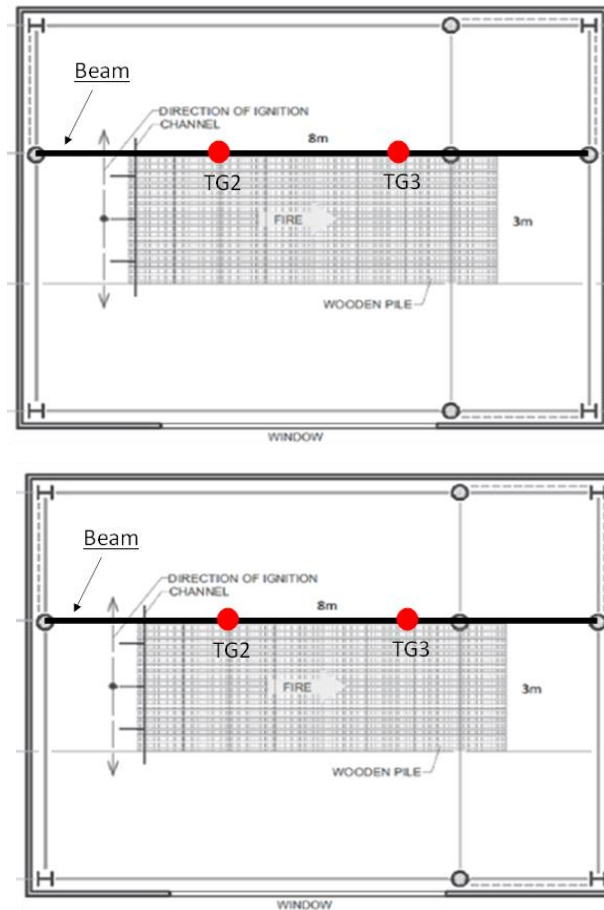 Beam
DIRECTION OF IGNITION
CHANNEL
8m
TG2
TG3
FIRE
3m
WOODEN PILE
WINDOW
Beam
DIRECTION OF IGNITION
CHANNEL
8m
TG2
TG3
FIRE
3m
WOODEN PILE
WINDOW